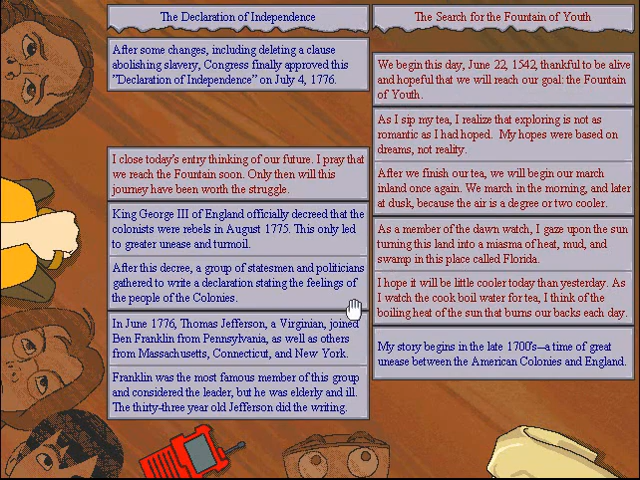 The Declaration of Independence
After some changes, including deleting a clause
abolishing slavery, Congress finally approved this
"Declaration of Independence" on July 4, 1776.
I close today's entry thinking of our future. I pray that
we reach the Fountain soon. Only then will this
journey have been worth the struggle.
King George III of England officially decreed that the
colonists were rebels in August 1775. This only led
to greater unease and turmoil.
After this decree, a group of statesmen and politicians
gathered to write a declaration stating the feelings of
the people of the Colonies.
In June 1776, Thomas Jefferson, a Virginian, joined
Ben Franklin from Pennsylvania, as well as others
from Massachusetts, Connecticut, and New York.
Franklin was the most famous member of this group
and considered the leader, but he was elderly and ill.
The thirty-three year old Jefferson did the writing.
The Search for the Fountain of Youth
We begin this day, June 22, 1542, thankful to be alive
and hopeful that we will reach our goal: the Fountain
of Youth.
As I sip my tea, I realize that exploring is not as
romantic as I had hoped. My hopes were based on
dreams, not reality.
After we finish our tea, we will begin our march
inland once again. We march in the morning, and later
at dusk, because the air is a degree or two cooler.
As a member of the dawn watch, I gaze upon the sun
turning this land into a miasma of heat, mud, and
swamp in this place called Florida.
I hope it will be little cooler today than yesterday. As
I watch the cook boil water for tea, I think of the
boiling heat of the sun that burns our backs each day.
My story begins in the late 1700's--a time of great
unease between the American Colonies and England.